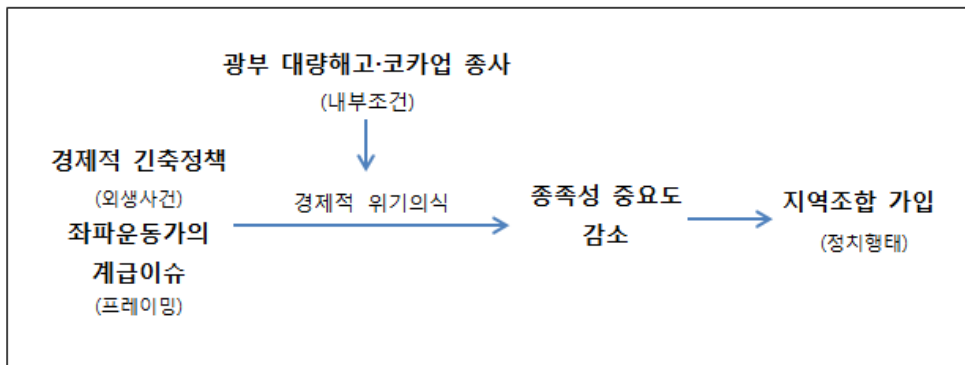 광부 대량해고·코카업 종사
(내부조건)
경제적 긴축정책
(외생사건)
좌파운동가의
계급이슈
(프레이밍)
경제적 위기의식
종족성 중요도
감소
지역조합 가입
(정치행태)